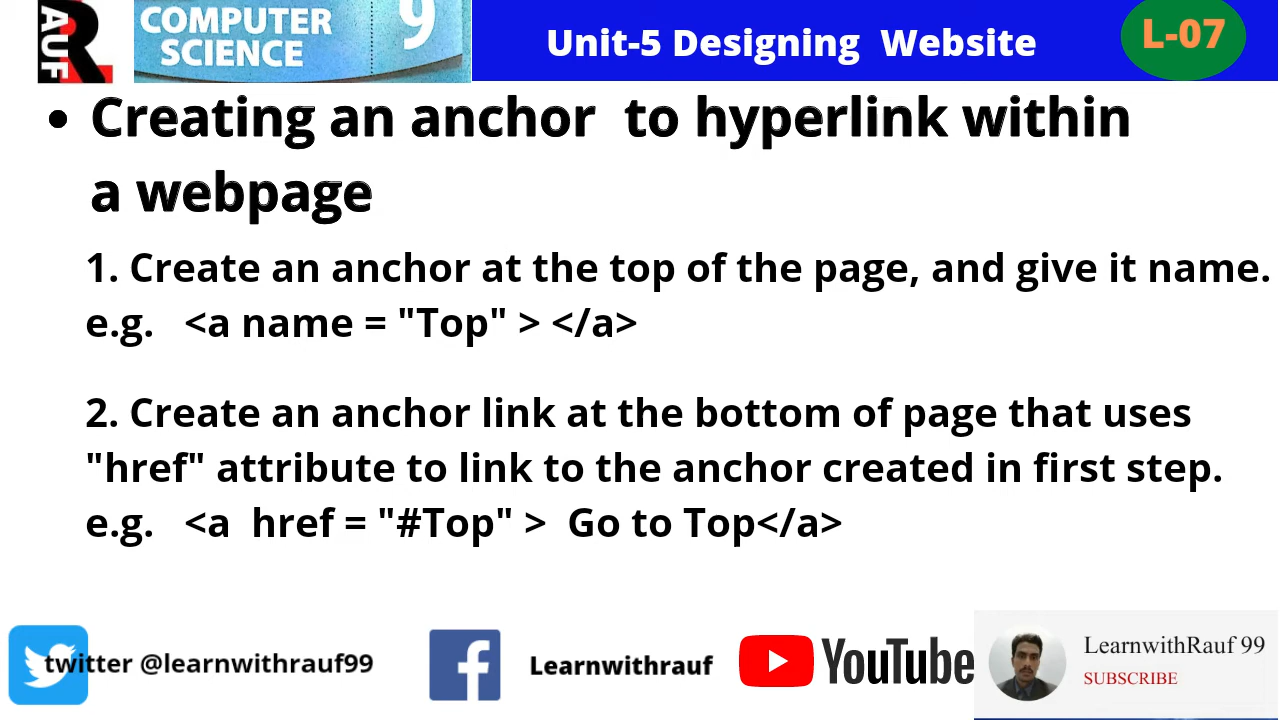 RAUF
COMPUTER
SCIENCE
9
Unit-5 Designing Website
L-07
• Creating an anchor to hyperlink within
a webpage
1. Create an anchor at the top of the page, and give it name.
e.g. <a name = "Top" > </a>
2. Create an anchor link at the bottom of page that uses
"href" attribute to link to the anchor created in first step.
e.g. <a href = "#Top" > Go to Top</a>
twitter @learnwithrauf99
f
Learnwithrauf
YouTube
LearnwithRauf 99
SUBSCRIBE